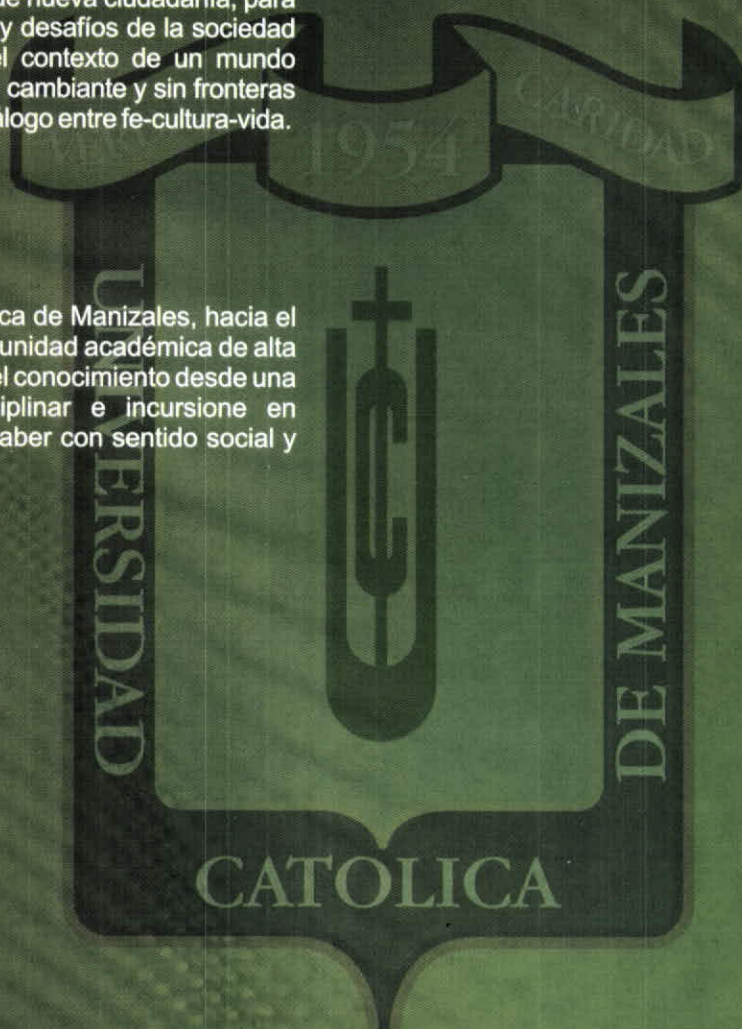 de nueva ciudadanía, para
y desafíos de la sociedad
el contexto de un mundo
cambiante y sin fronteras
álogo entre fe-cultura-vida.
1954
CARIDAD
ca de Manizales, hacia el
unidad académica de alta
el conocimiento desde una
iplinar e incursione en
aber con sentido social y
UNIVERSIDAD
CATOLICA
DE MANIZALES